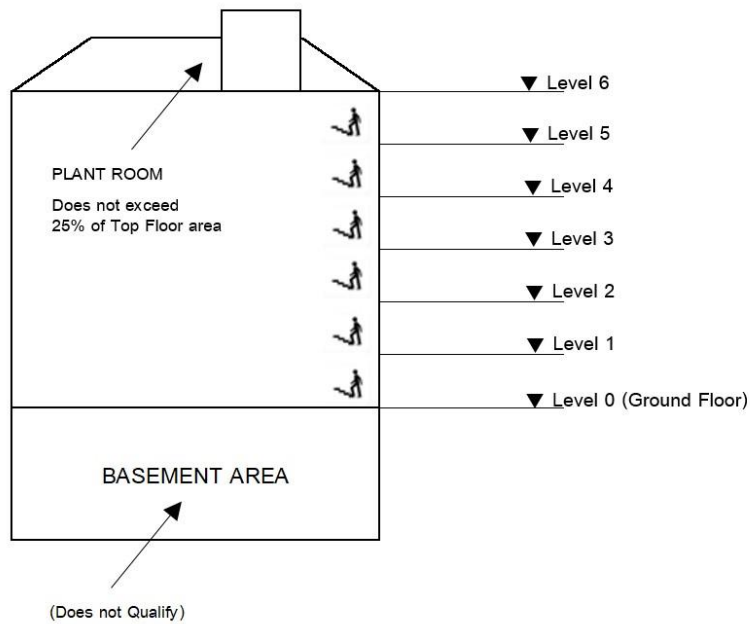 Level 6
Level 5
PLANT ROOM
Does not exceed
25% of Top Floor area
Level 4
Level 3
Level 2
Level 1
Level 0 (Ground Floor)
BASEMENT AREA
(Does not Qualify)